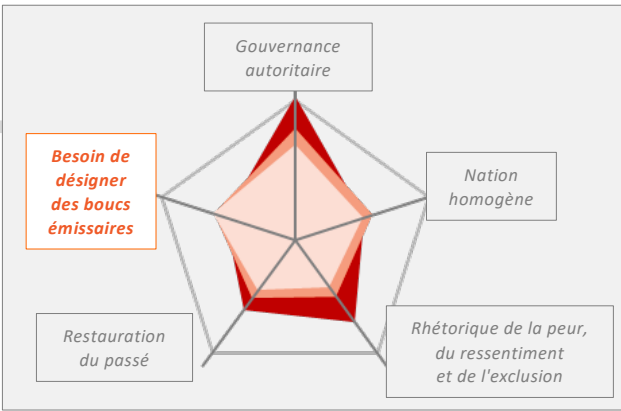 Gouvernance
autoritaire
Besoin de
désigner
des boucs
émissaires
Nation
homogène
Restauration
du passé
Rhétorique de la peur,
du ressentiment
et de l'exclusion